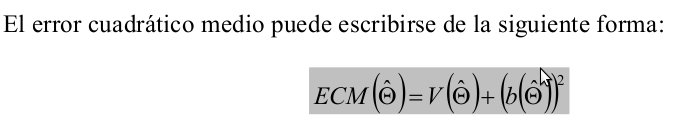 El error cuadrático medio puede escribirse de la siguiente forma:
ECM(Θ̂)=V(Θ̂)+(b(Θ̂))²